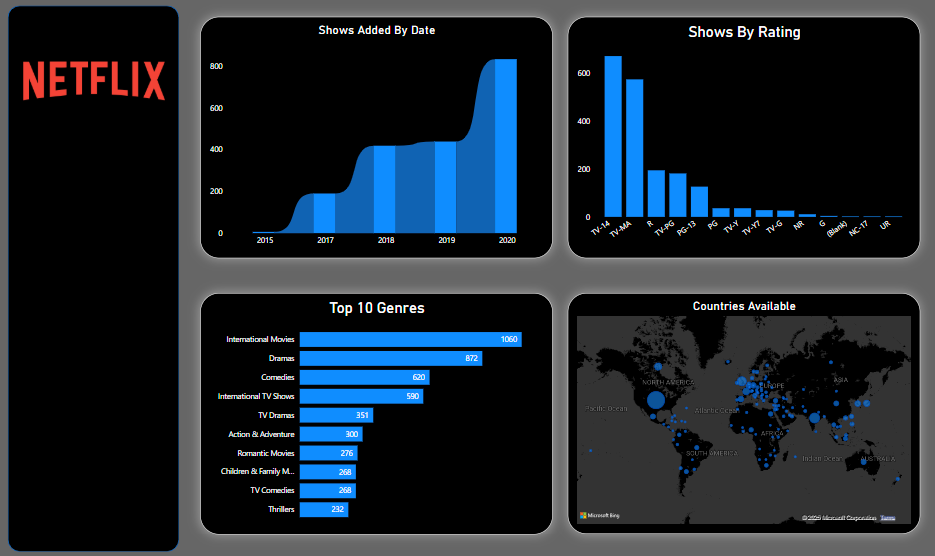 NETFLIX
Shows Added By Date
800
600
400
200
0
2015 2017 2018 2019 2020
Shows By Rating
600
400
200
0
TV-14 TV-MA R TV-PG PG-13 PG TV-Y TV-Y7 TV-G NR G (Blank) NC-17 UR
Top 10 Genres
International Movies 1060
Dramas 872
Comedies 620
International TV Shows 590
TV Dramas 351
Action & Adventure 300
Romantic Movies 276
Children & Family M... 268
TV Comedies 268
Thrillers 232
Countries Available
NORTH AMERICA
EUROPE
ASIA
Pacific Ocean
Atlantic Ocean
AFRICA
SOUTH AMERICA
Indian Ocean
AUSTRALIA
Microsoft Bing
© 2025 Microsoft Corporation Terms